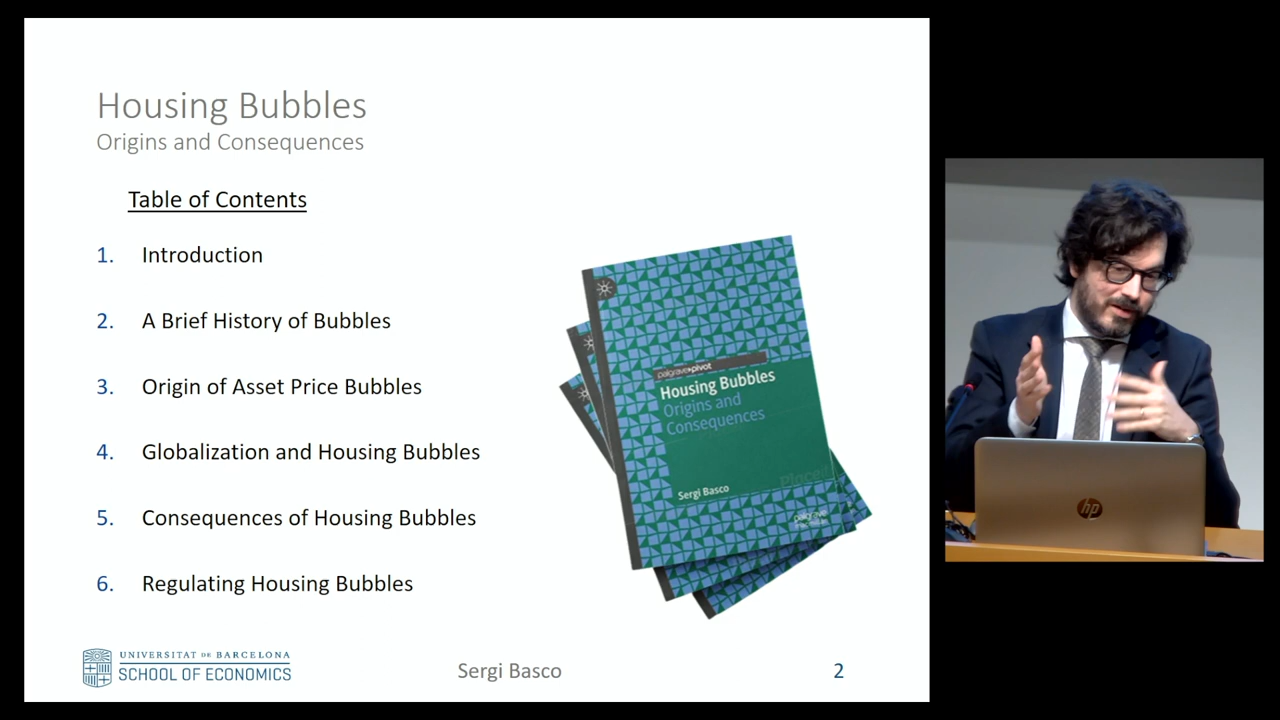 Housing Bubbles
Origins and Consequences
Table of Contents
1. Introduction
2. A Brief History of Bubbles
3. Origin of Asset Price Bubbles
4. Globalization and Housing Bubbles
5. Consequences of Housing Bubbles
6. Regulating Housing Bubbles
palgrave pivot
Housing Bubbles
Origins and
Consequences
Sergi Basco
palgrave
UNIVERSITAT DE BARCELONA
SCHOOL OF ECONOMICS
Sergi Basco
2
hp